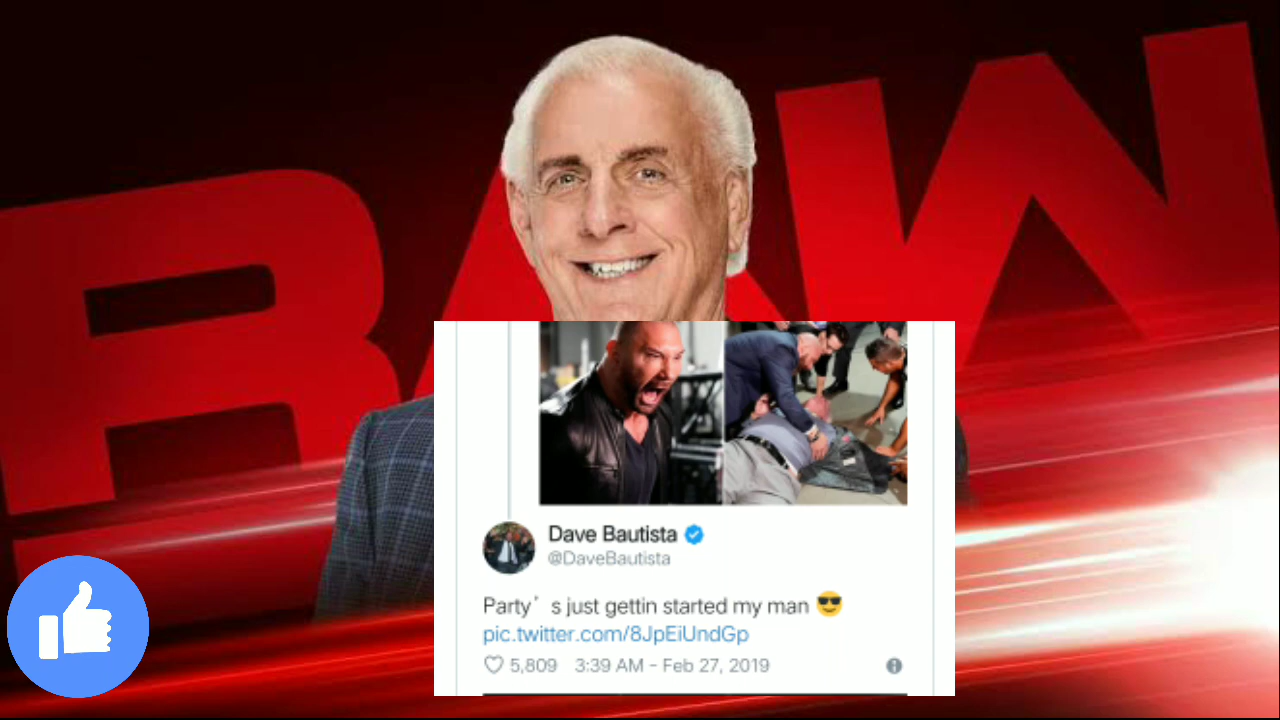 RAW
Dave Bautista
@DaveBautista
Party’s just gettin started my man 😎
pic.twitter.com/8JpEiUndGp
5,809 3:39 AM - Feb 27, 2019